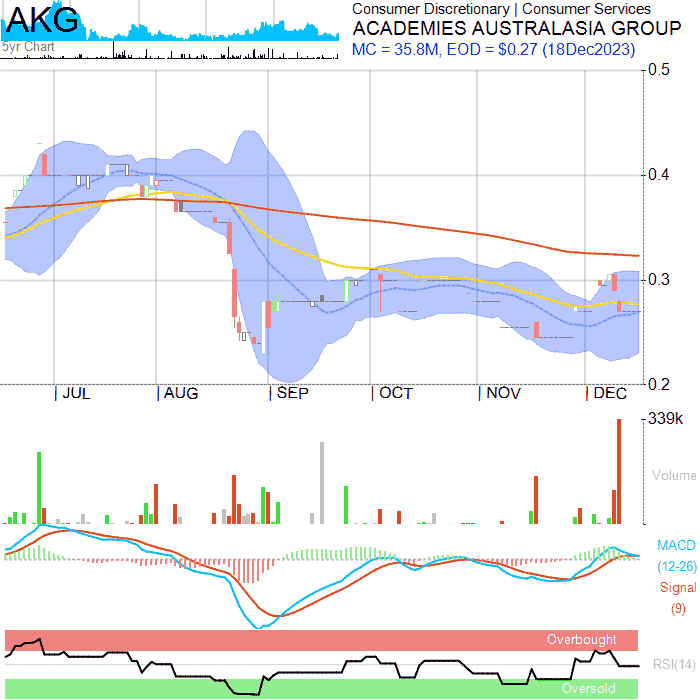 AKG
5yr Chart
Consumer Discretionary | Consumer Services
ACADEMIES AUSTRALASIA GROUP
MC = 35.8M, EOD = $0.27 (18Dec2023)
0.5
0.4
0.3
0.2
JUL AUG SEP OCT NOV DEC
339k
Volume
MACD
(12-26)
Signal
(9)
Overbought
RSI(14)
Oversold